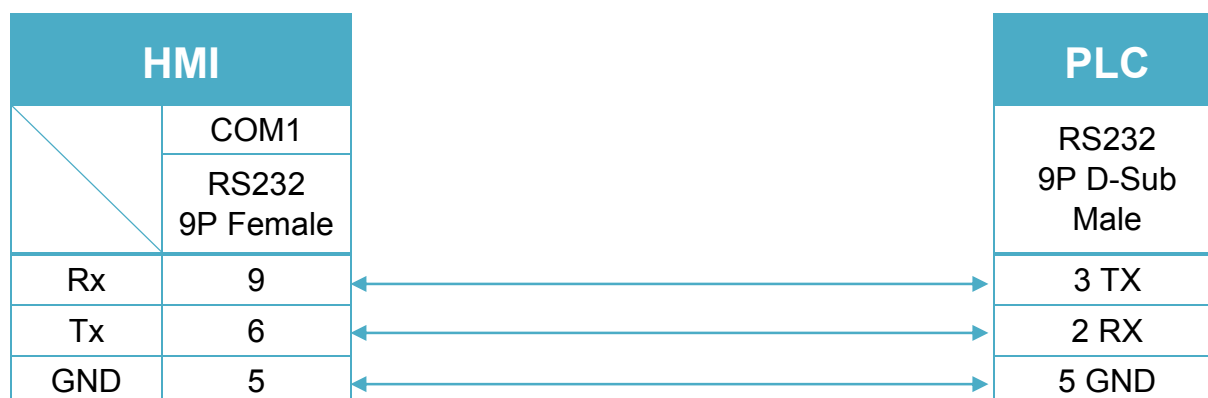 HMI
PLC
COM1
RS232
9P Female
RS232
9P D-Sub
Male
Rx 9 3 TX
Tx 6 2 RX
GND 5 5 GND